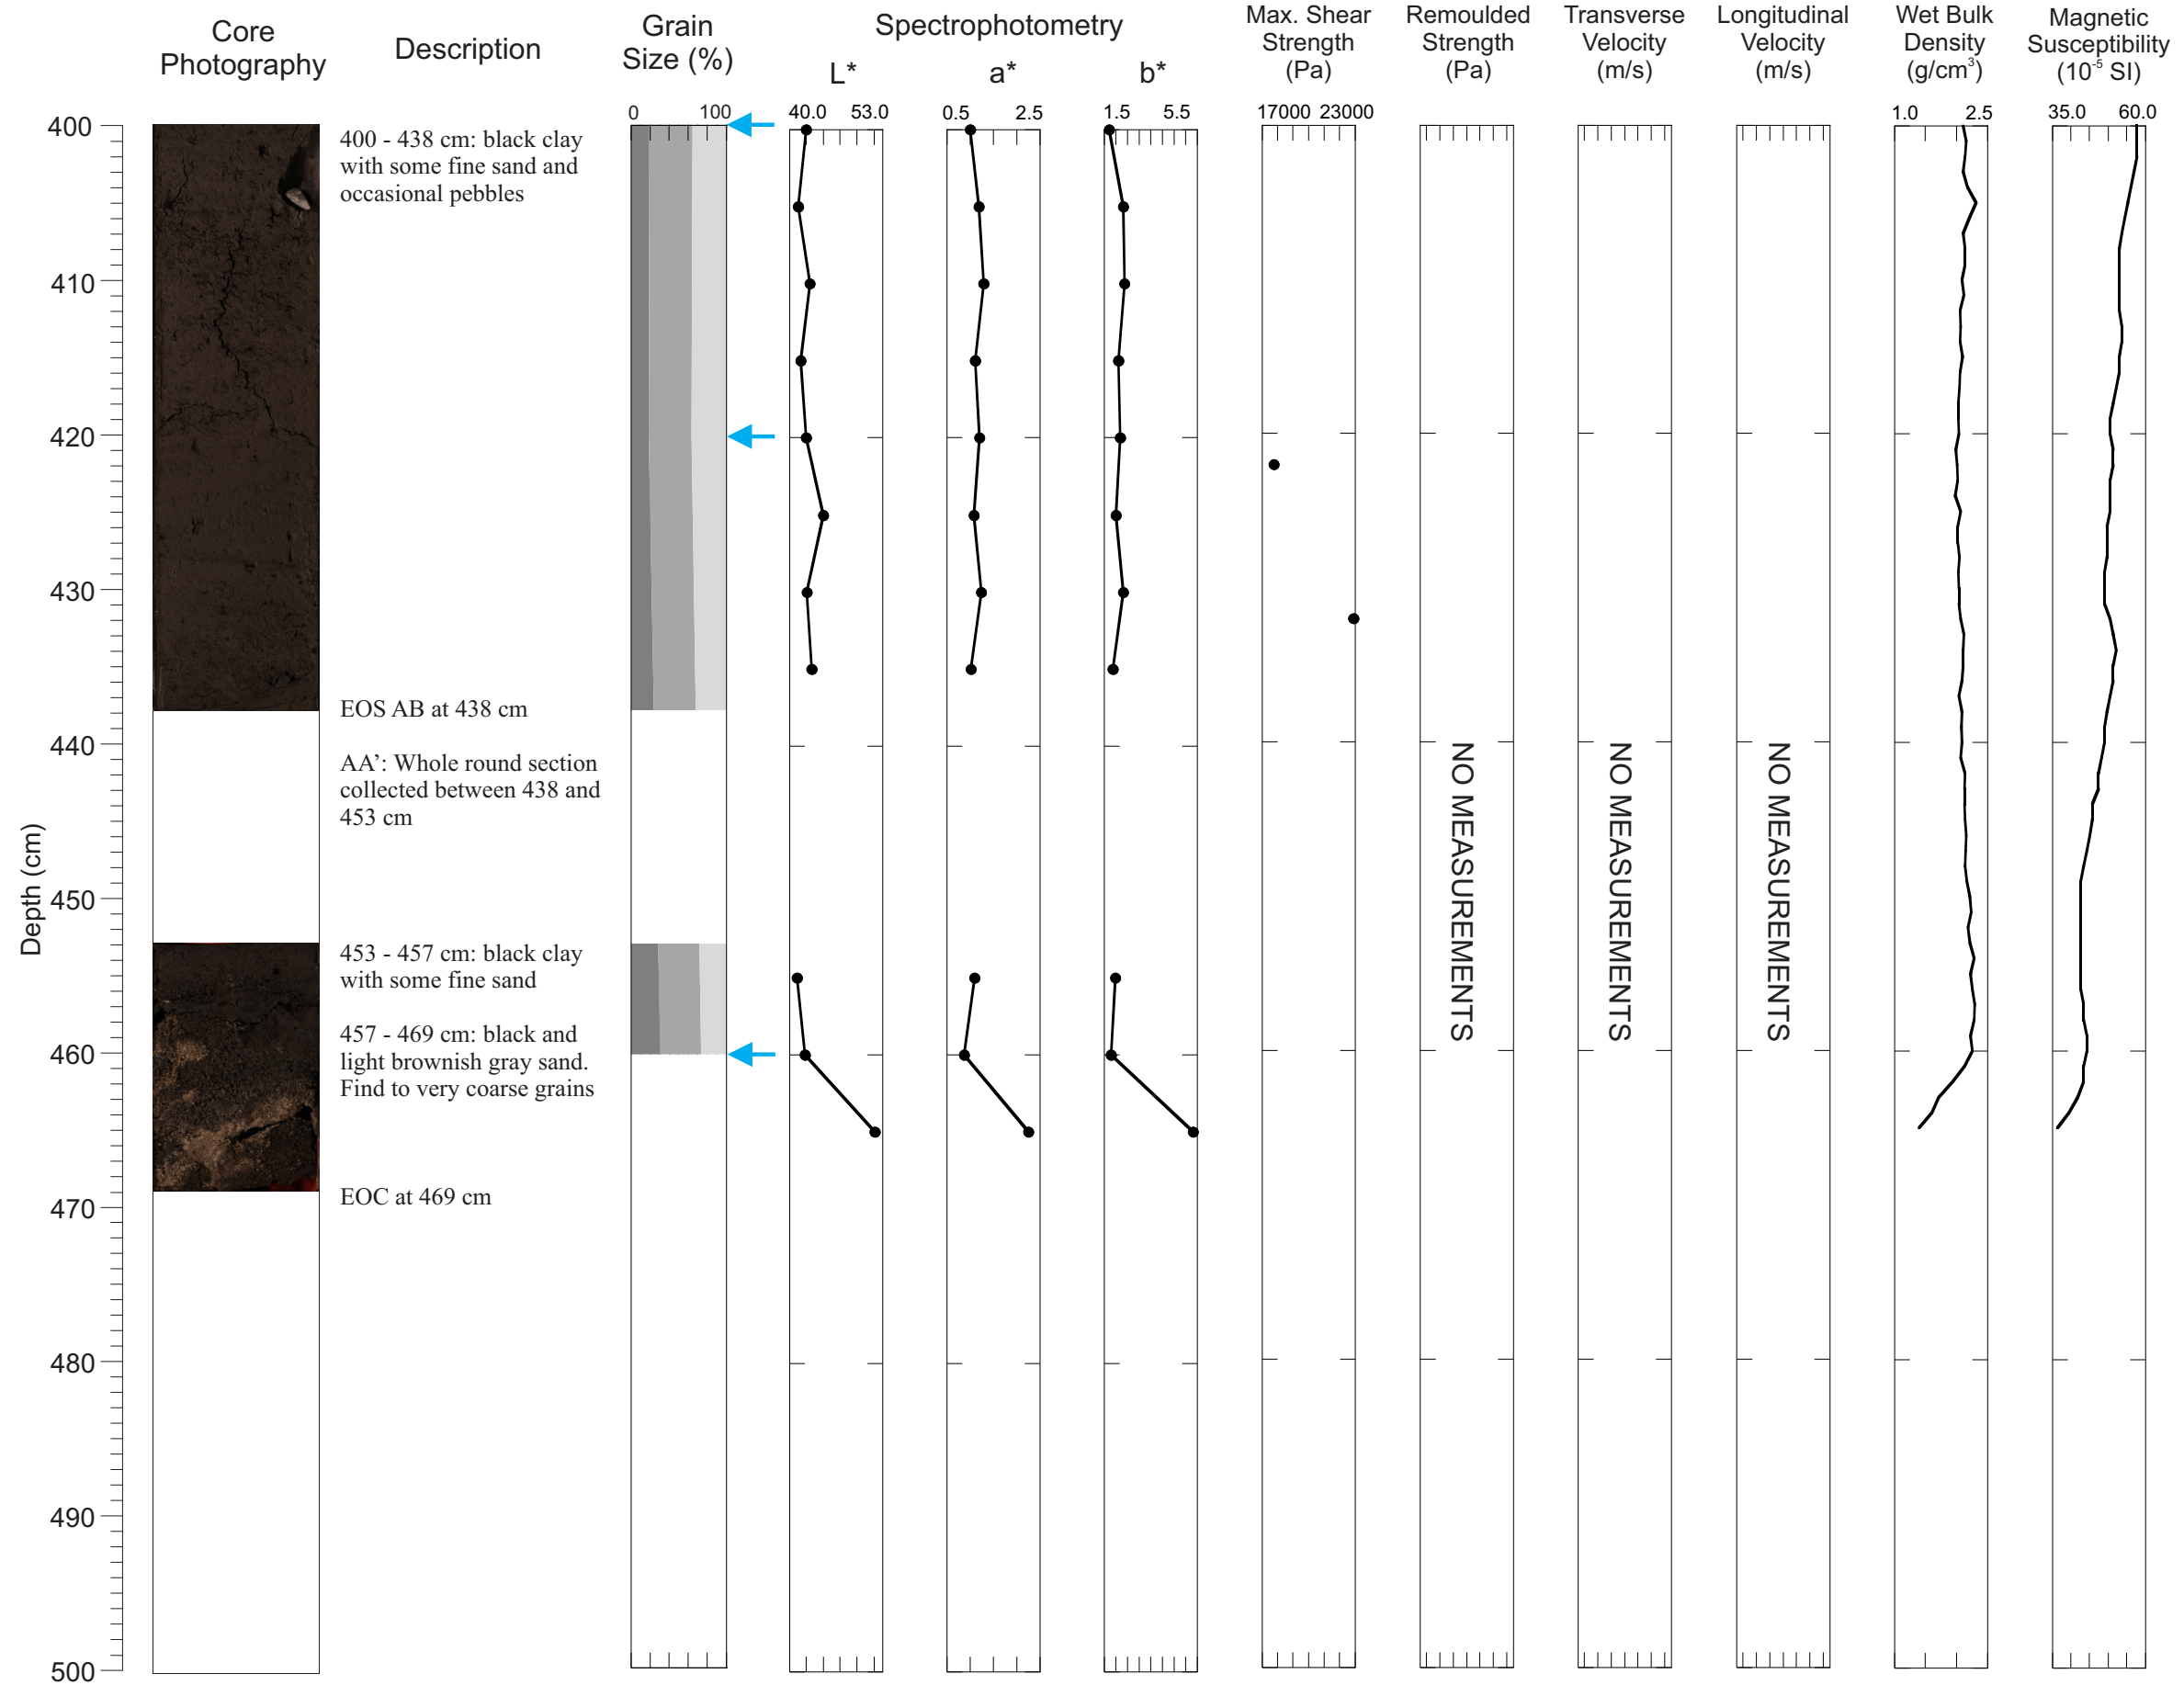 Core
Photography
Description
Grain
Size (%)
Spectrophotometry
L*
a*
b*
Max. Shear
Strength
(Pa)
Remoulded
Strength
(Pa)
Transverse
Velocity
(m/s)
Longitudinal
Velocity
(m/s)
Wet Bulk
Density
(g/cm³)
Magnetic
Susceptibility
(10⁻⁵ SI)
0 100
40.0 53.0
0.5 2.5
1.5 5.5
17000 23000
1.0 2.5
35.0 60.0
Depth (cm)
400
410
420
430
440
450
460
470
480
490
500
400 - 438 cm: black clay
with some fine sand and
occasional pebbles
EOS AB at 438 cm
AA’: Whole round section
collected between 438 and
453 cm
453 - 457 cm: black clay
with some fine sand
457 - 469 cm: black and
light brownish gray sand.
Find to very coarse grains
EOC at 469 cm
NO MEASUREMENTS
NO MEASUREMENTS
NO MEASUREMENTS